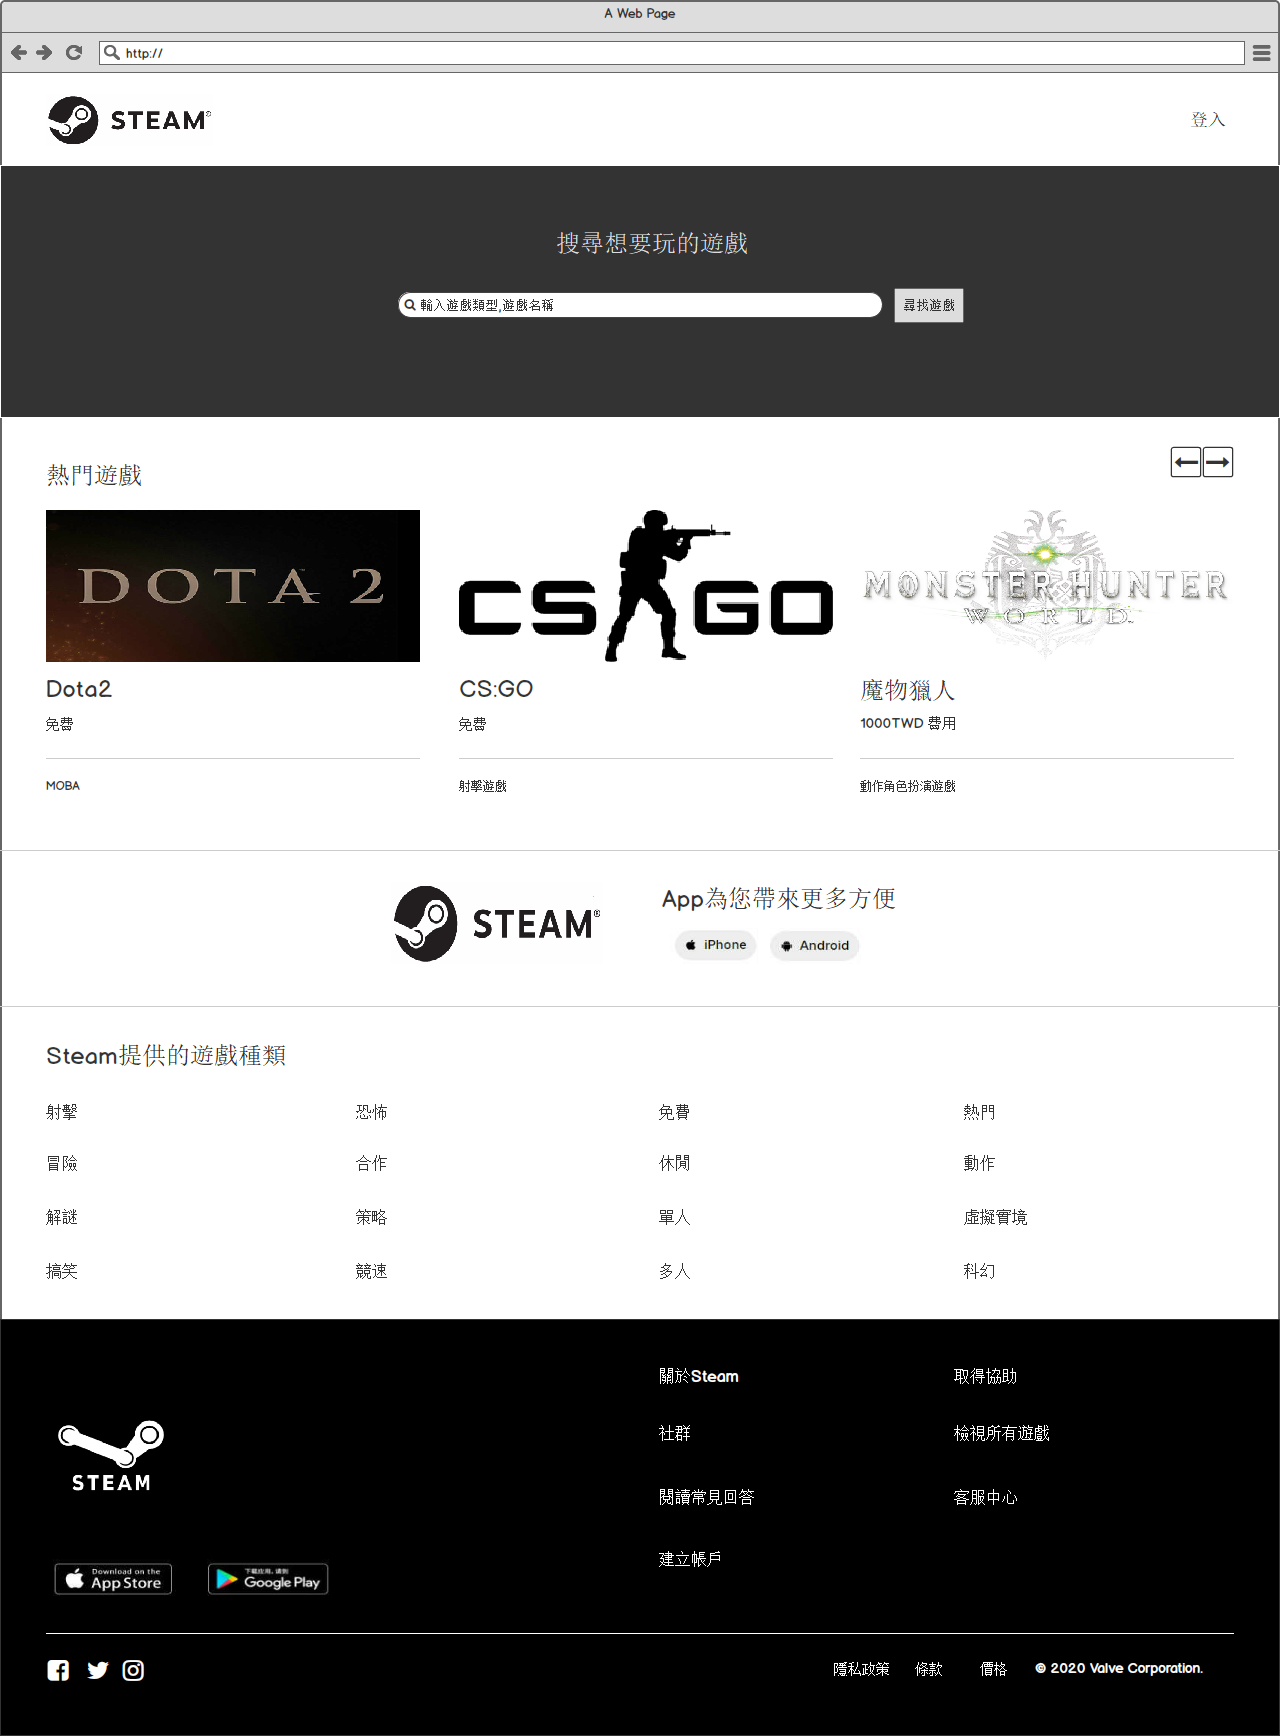 A Web Page
http://
STEAM®
登入
搜尋想要玩的遊戲
輸入遊戲類型,遊戲名稱
尋找遊戲
熱門遊戲
DOTA 2
CS GO
MONSTER HUNTER
WORLD
Dota2
CS:GO
魔物獵人
免費
免費
1000TWD 費用
MOBA
射擊遊戲
動作角色扮演遊戲
STEAM®
App為您帶來更多方便
iPhone
Android
Steam提供的遊戲種類
射擊
恐怖
免費
熱門
冒險
合作
休閒
動作
解謎
策略
單人
虛擬實境
搞笑
競速
多人
科幻
關於Steam
取得協助
社群
檢視所有遊戲
STEAM
閱讀常見回答
客服中心
建立帳戶
Download on the
App Store
下载应用，请到
Google Play
隱私政策
條款
價格
© 2020 Valve Corporation.